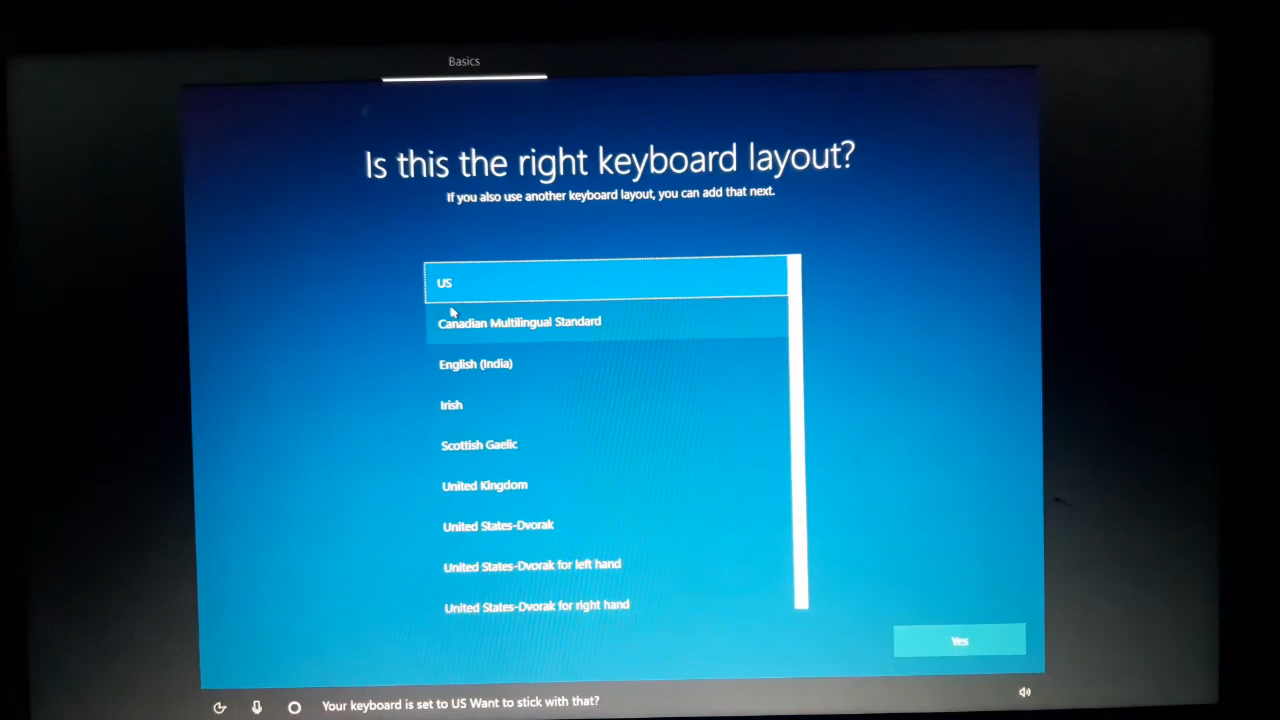 Basics
Is this the right keyboard layout?
If you also use another keyboard layout, you can add that next.
US
Canadian Multilingual Standard
English (India)
Irish
Scottish Gaelic
United Kingdom
United States-Dvorak
United States-Dvorak for left hand
United States-Dvorak for right hand
Yes
Your keyboard is set to US Want to stick with that?